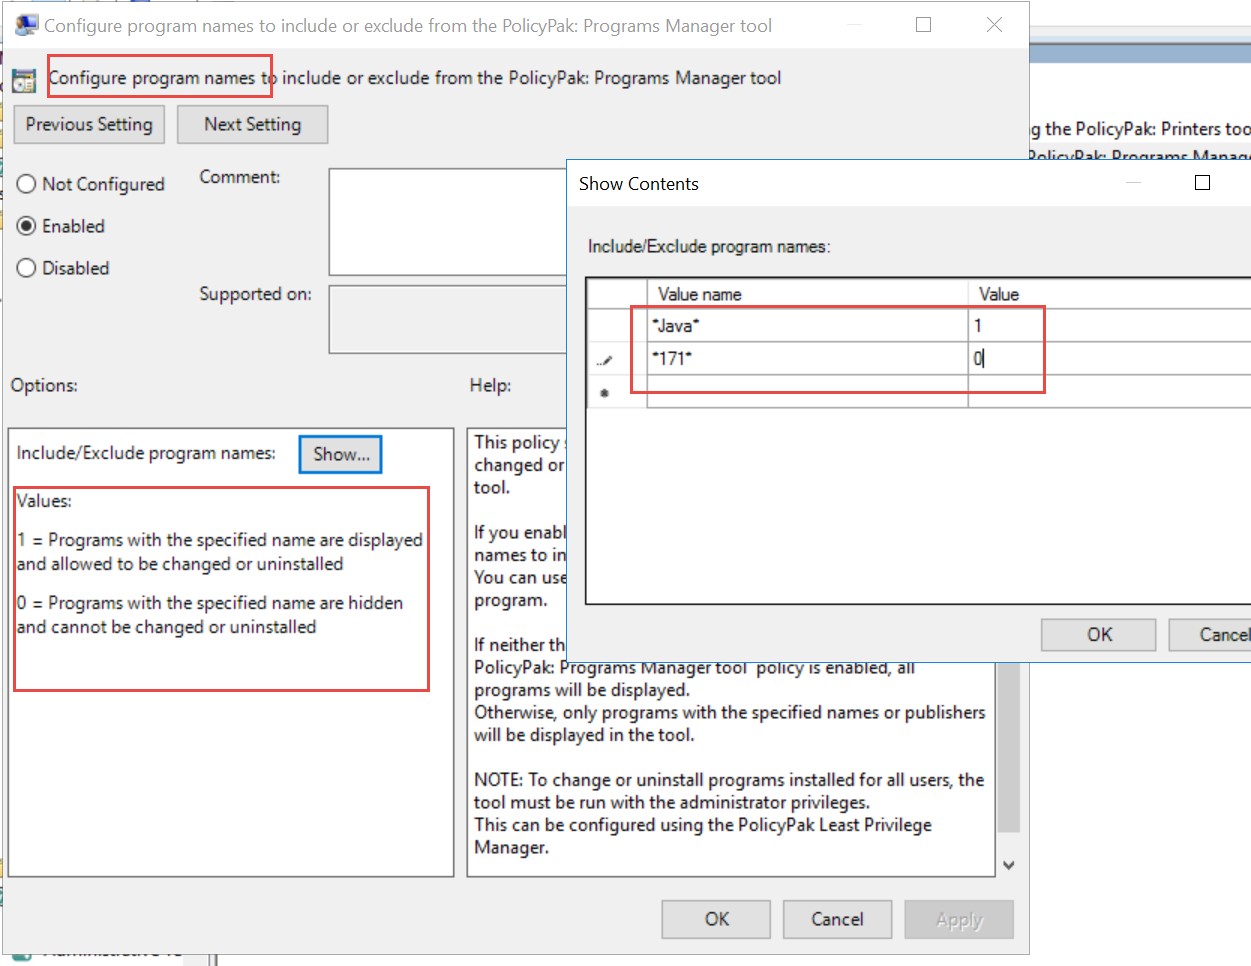 Configure program names to include or exclude from the PolicyPak: Programs Manager tool
Configure program names to include or exclude from the PolicyPak: Programs Manager tool
Previous Setting
Next Setting
g the PolicyPak: Printers too
PolicyPak: Programs Manage
Not Configured
Enabled
Disabled
Comment:
Supported on:
Show Contents
Include/Exclude program names:
Value name Value
*Java* 1
*171* 0
OK
Cancel
Options:
Help:
Include/Exclude program names:
Show...
Values:
1 = Programs with the specified name are displayed
and allowed to be changed or uninstalled
0 = Programs with the specified name are hidden
and cannot be changed or uninstalled
This policy
changed or
tool.
If you enabl
names to in
You can use
program.
If neither th
PolicyPak: Programs Manager tool policy is enabled, all
programs will be displayed.
Otherwise, only programs with the specified names or publishers
will be displayed in the tool.
NOTE: To change or uninstall programs installed for all users, the
tool must be run with the administrator privileges.
This can be configured using the PolicyPak Least Privilege
Manager.
OK
Cancel
Apply